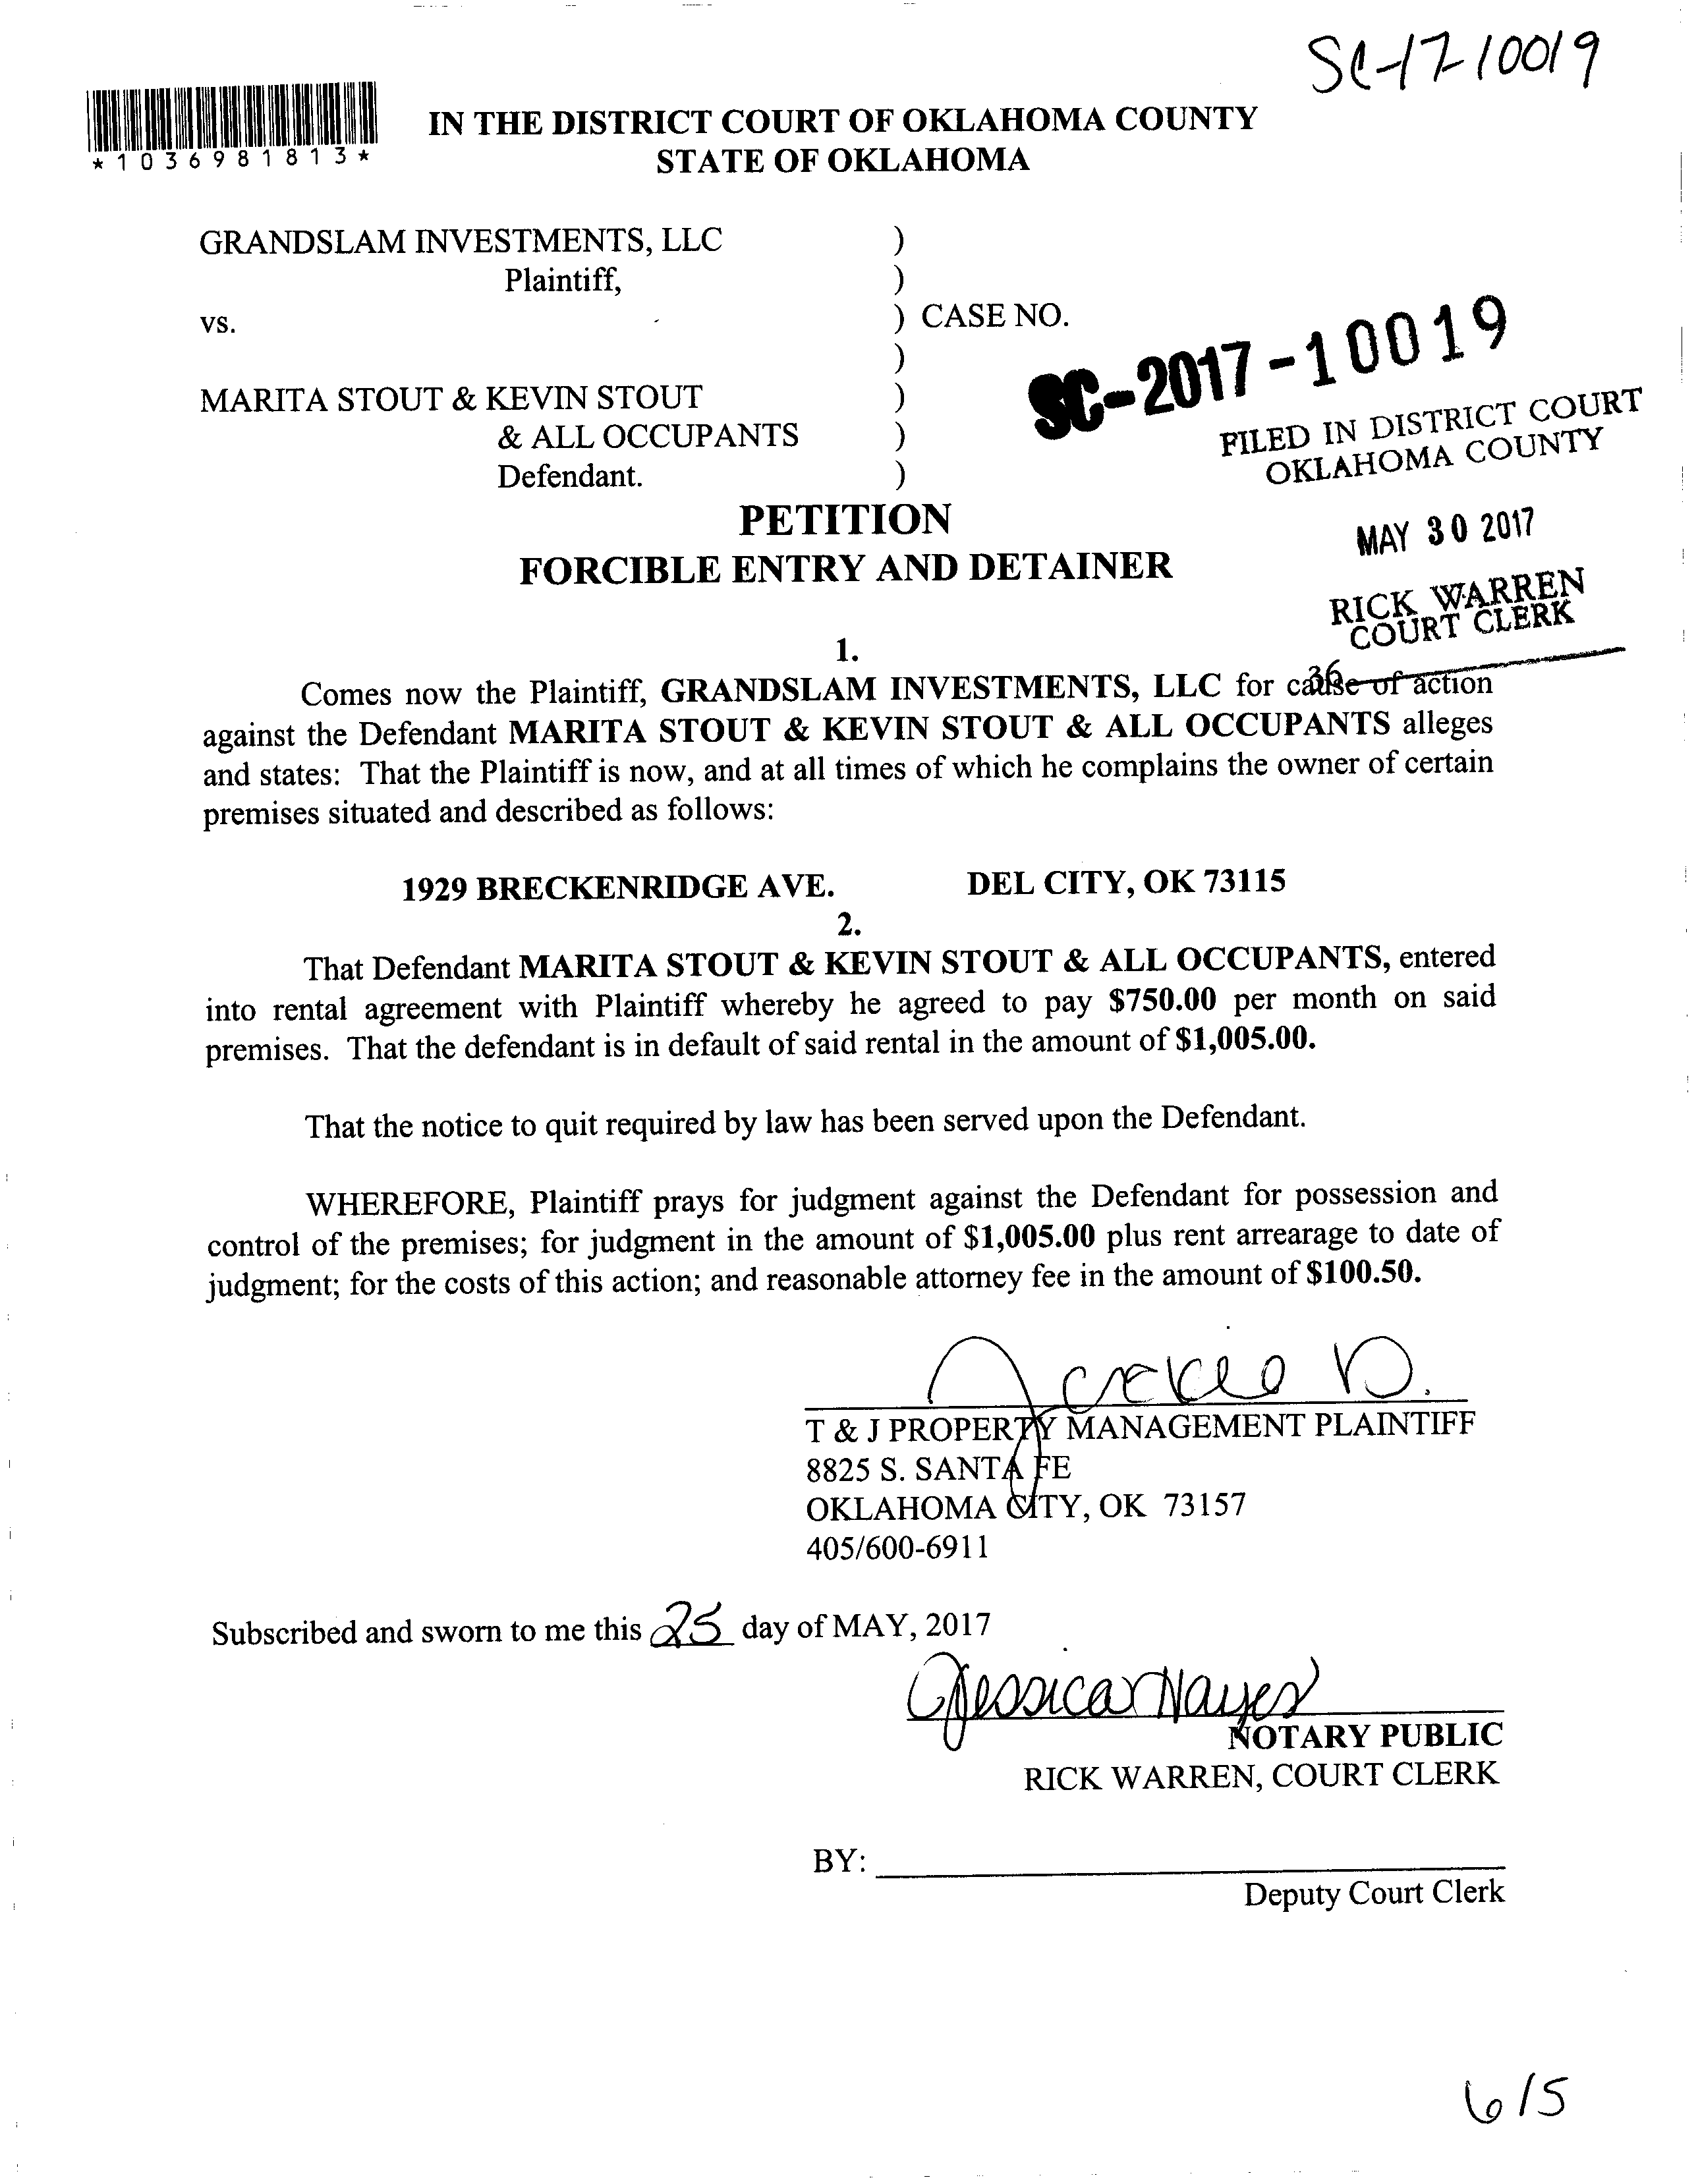 SC-17-10019
*1036981813*
IN THE DISTRICT COURT OF OKLAHOMA COUNTY
STATE OF OKLAHOMA
GRANDSLAM INVESTMENTS, LLC )
Plaintiff, )
vs. ) CASE NO.
)
SC-2017-10019
MARITA STOUT & KEVIN STOUT )
& ALL OCCUPANTS )
Defendant. )
FILED IN DISTRICT COURT
OKLAHOMA COUNTY
MAY 30 2017
RICK WARREN
COURT CLERK
36
PETITION
FORCIBLE ENTRY AND DETAINER
1.
Comes now the Plaintiff, GRANDSLAM INVESTMENTS, LLC for cause of action
against the Defendant MARITA STOUT & KEVIN STOUT & ALL OCCUPANTS alleges
and states: That the Plaintiff is now, and at all times of which he complains the owner of certain
premises situated and described as follows:
1929 BRECKENRIDGE AVE. DEL CITY, OK 73115
2.
That Defendant MARITA STOUT & KEVIN STOUT & ALL OCCUPANTS, entered
into rental agreement with Plaintiff whereby he agreed to pay $750.00 per month on said
premises. That the defendant is in default of said rental in the amount of $1,005.00.
That the notice to quit required by law has been served upon the Defendant.
WHEREFORE, Plaintiff prays for judgment against the Defendant for possession and
control of the premises; for judgment in the amount of $1,005.00 plus rent arrearage to date of
judgment; for the costs of this action; and reasonable attorney fee in the amount of $100.50.
T & J PROPERTY MANAGEMENT PLAINTIFF
8825 S. SANTA FE
OKLAHOMA CITY, OK 73157
405/600-6911
Subscribed and sworn to me this 25 day of MAY, 2017
Jessica Hayes
NOTARY PUBLIC
RICK WARREN, COURT CLERK
BY:
Deputy Court Clerk
6/5